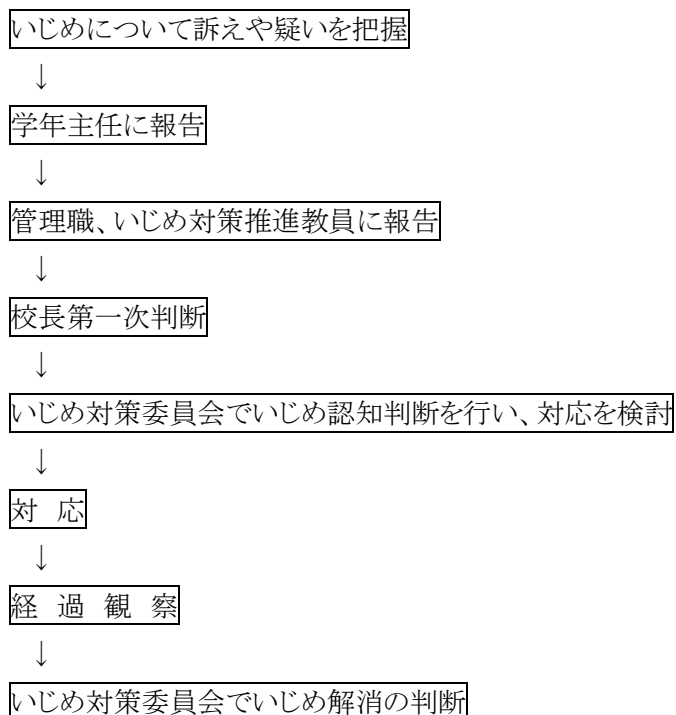 いじめについて訴えや疑いを把握
↓
学年主任に報告
↓
管理職、いじめ対策推進教員に報告
↓
校長第一次判断
↓
いじめ対策委員会でいじめ認知判断を行い、対応を検討
↓
対　応
↓
経　過　観　察
↓
いじめ対策委員会でいじめ解消の判断